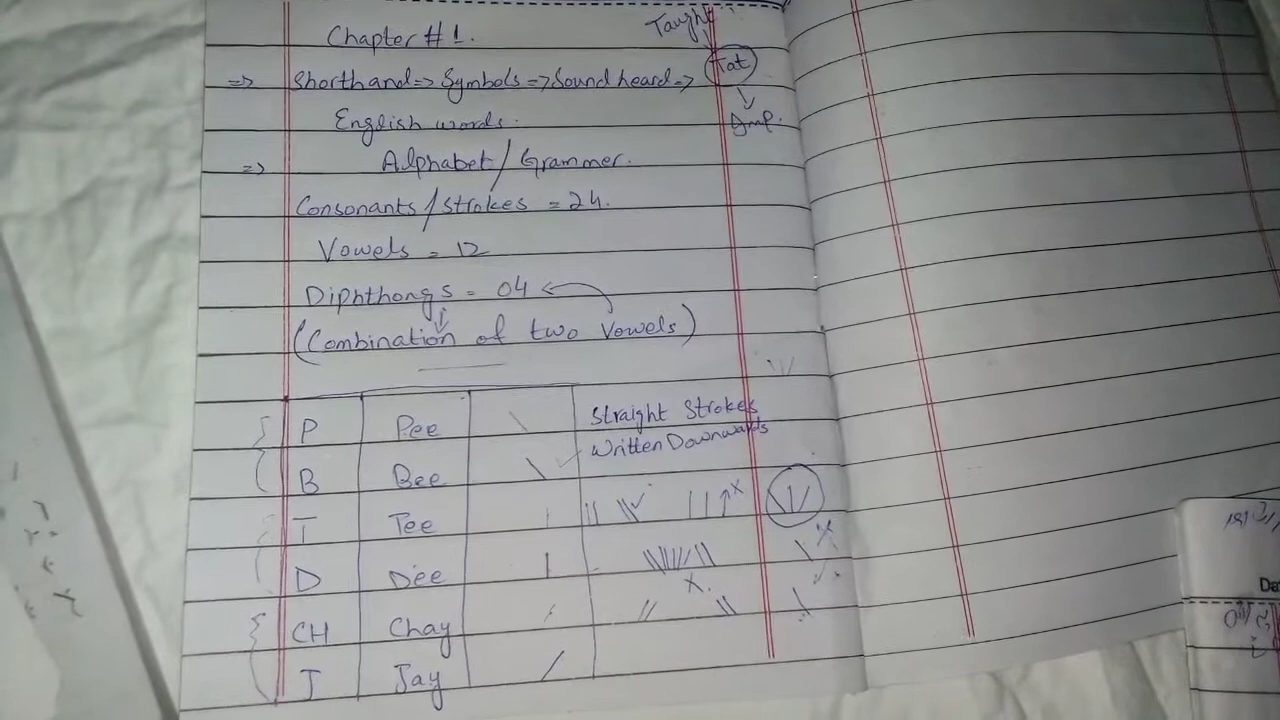 Chapter # 1.
Taught
=> Shorthand => Symbols => Sound heard => Tat
English words.
=> Alphabet / Grammer.
Consonants / Strokes = 24.
Vowels = 12
Diphthongs = 04
(Combination of two vowels)
P Pee Straight Strokes
Written Downwards
B Bee
T Tee
D Dee
CH Chay
J Jay